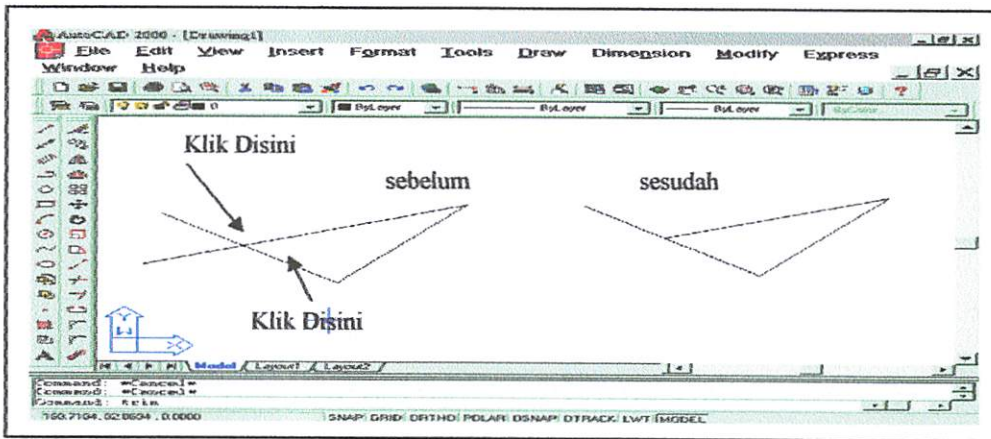 AutoCAD 2000 - [Drawing1]
File Edit View Insert Format Tools Draw Dimension Modify Express
Window Help
0 ByLayer ByLayer ByLayer ByColor
Klik Disini
sebelum sesudah
Klik Disini
Model Layout1 Layout2
Command: *Cancel*
Command: *Cancel*
Command: trim
SNAP GRID ORTHO POLAR OSNAP OTRACK LWT MODEL